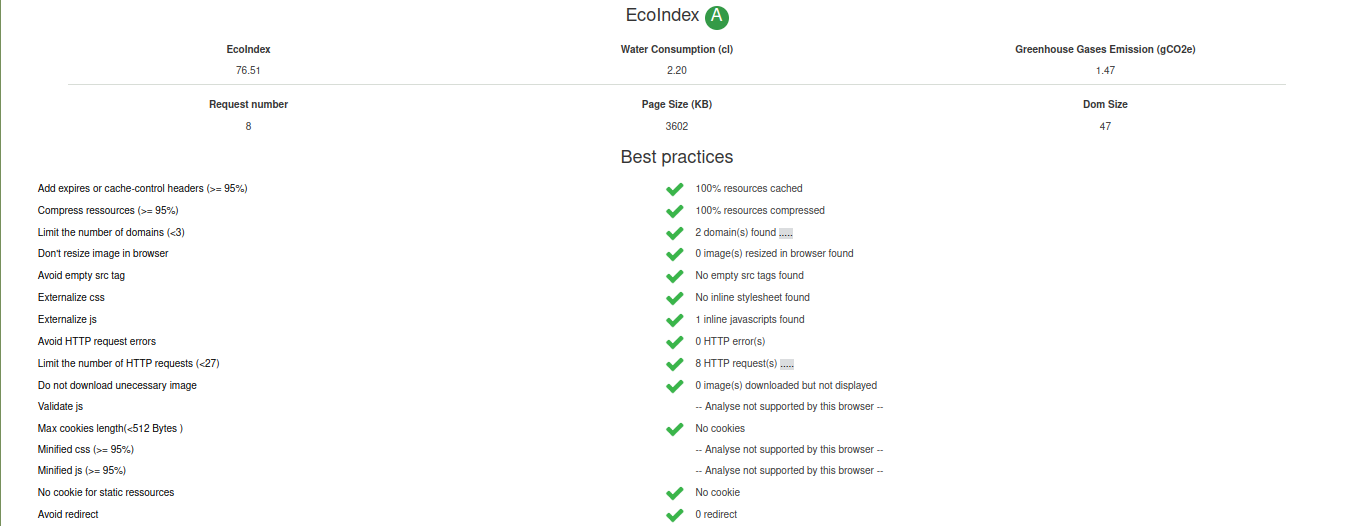 EcoIndex A
EcoIndex Water Consumption (cl) Greenhouse Gases Emission (gCO2e)
76.51 2.20 1.47
Request number Page Size (KB) Dom Size
8 3602 47
Best practices
Add expires or cache-control headers (>= 95%) 100% resources cached
Compress ressources (>= 95%) 100% resources compressed
Limit the number of domains (<3) 2 domain(s) found .....
Don't resize image in browser 0 image(s) resized in browser found
Avoid empty src tag No empty src tags found
Externalize css No inline stylesheet found
Externalize js 1 inline javascripts found
Avoid HTTP request errors 0 HTTP error(s)
Limit the number of HTTP requests (<27) 8 HTTP request(s) .....
Do not download unecessary image 0 image(s) downloaded but not displayed
Validate js -- Analyse not supported by this browser --
Max cookies length(<512 Bytes ) No cookies
Minified css (>= 95%) -- Analyse not supported by this browser --
Minified js (>= 95%) -- Analyse not supported by this browser --
No cookie for static ressources No cookie
Avoid redirect 0 redirect